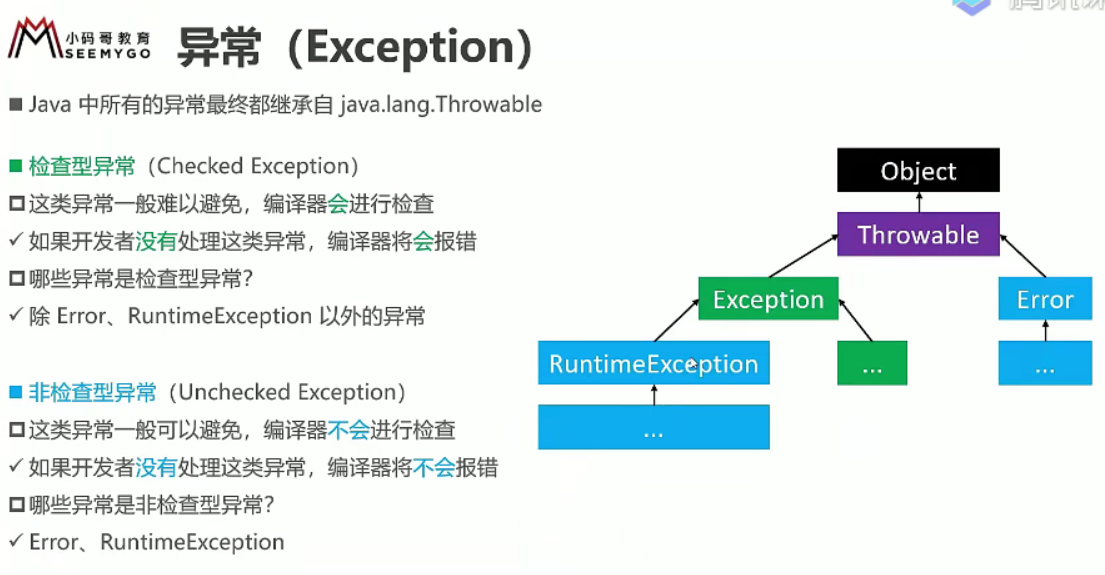 小码哥教育
SEEMYGO
异常（Exception）
Java 中所有的异常最终都继承自 java.lang.Throwable
检查型异常（Checked Exception）
这类异常一般难以避免，编译器会进行检查
✓ 如果开发者没有处理这类异常，编译器将会报错
哪些异常是检查型异常？
✓ 除 Error、RuntimeException 以外的异常
非检查型异常（Unchecked Exception）
这类异常一般可以避免，编译器不会进行检查
✓ 如果开发者没有处理这类异常，编译器将不会报错
哪些异常是非检查型异常？
✓ Error、RuntimeException
Object
Throwable
Exception
Error
RuntimeException
...
...
...